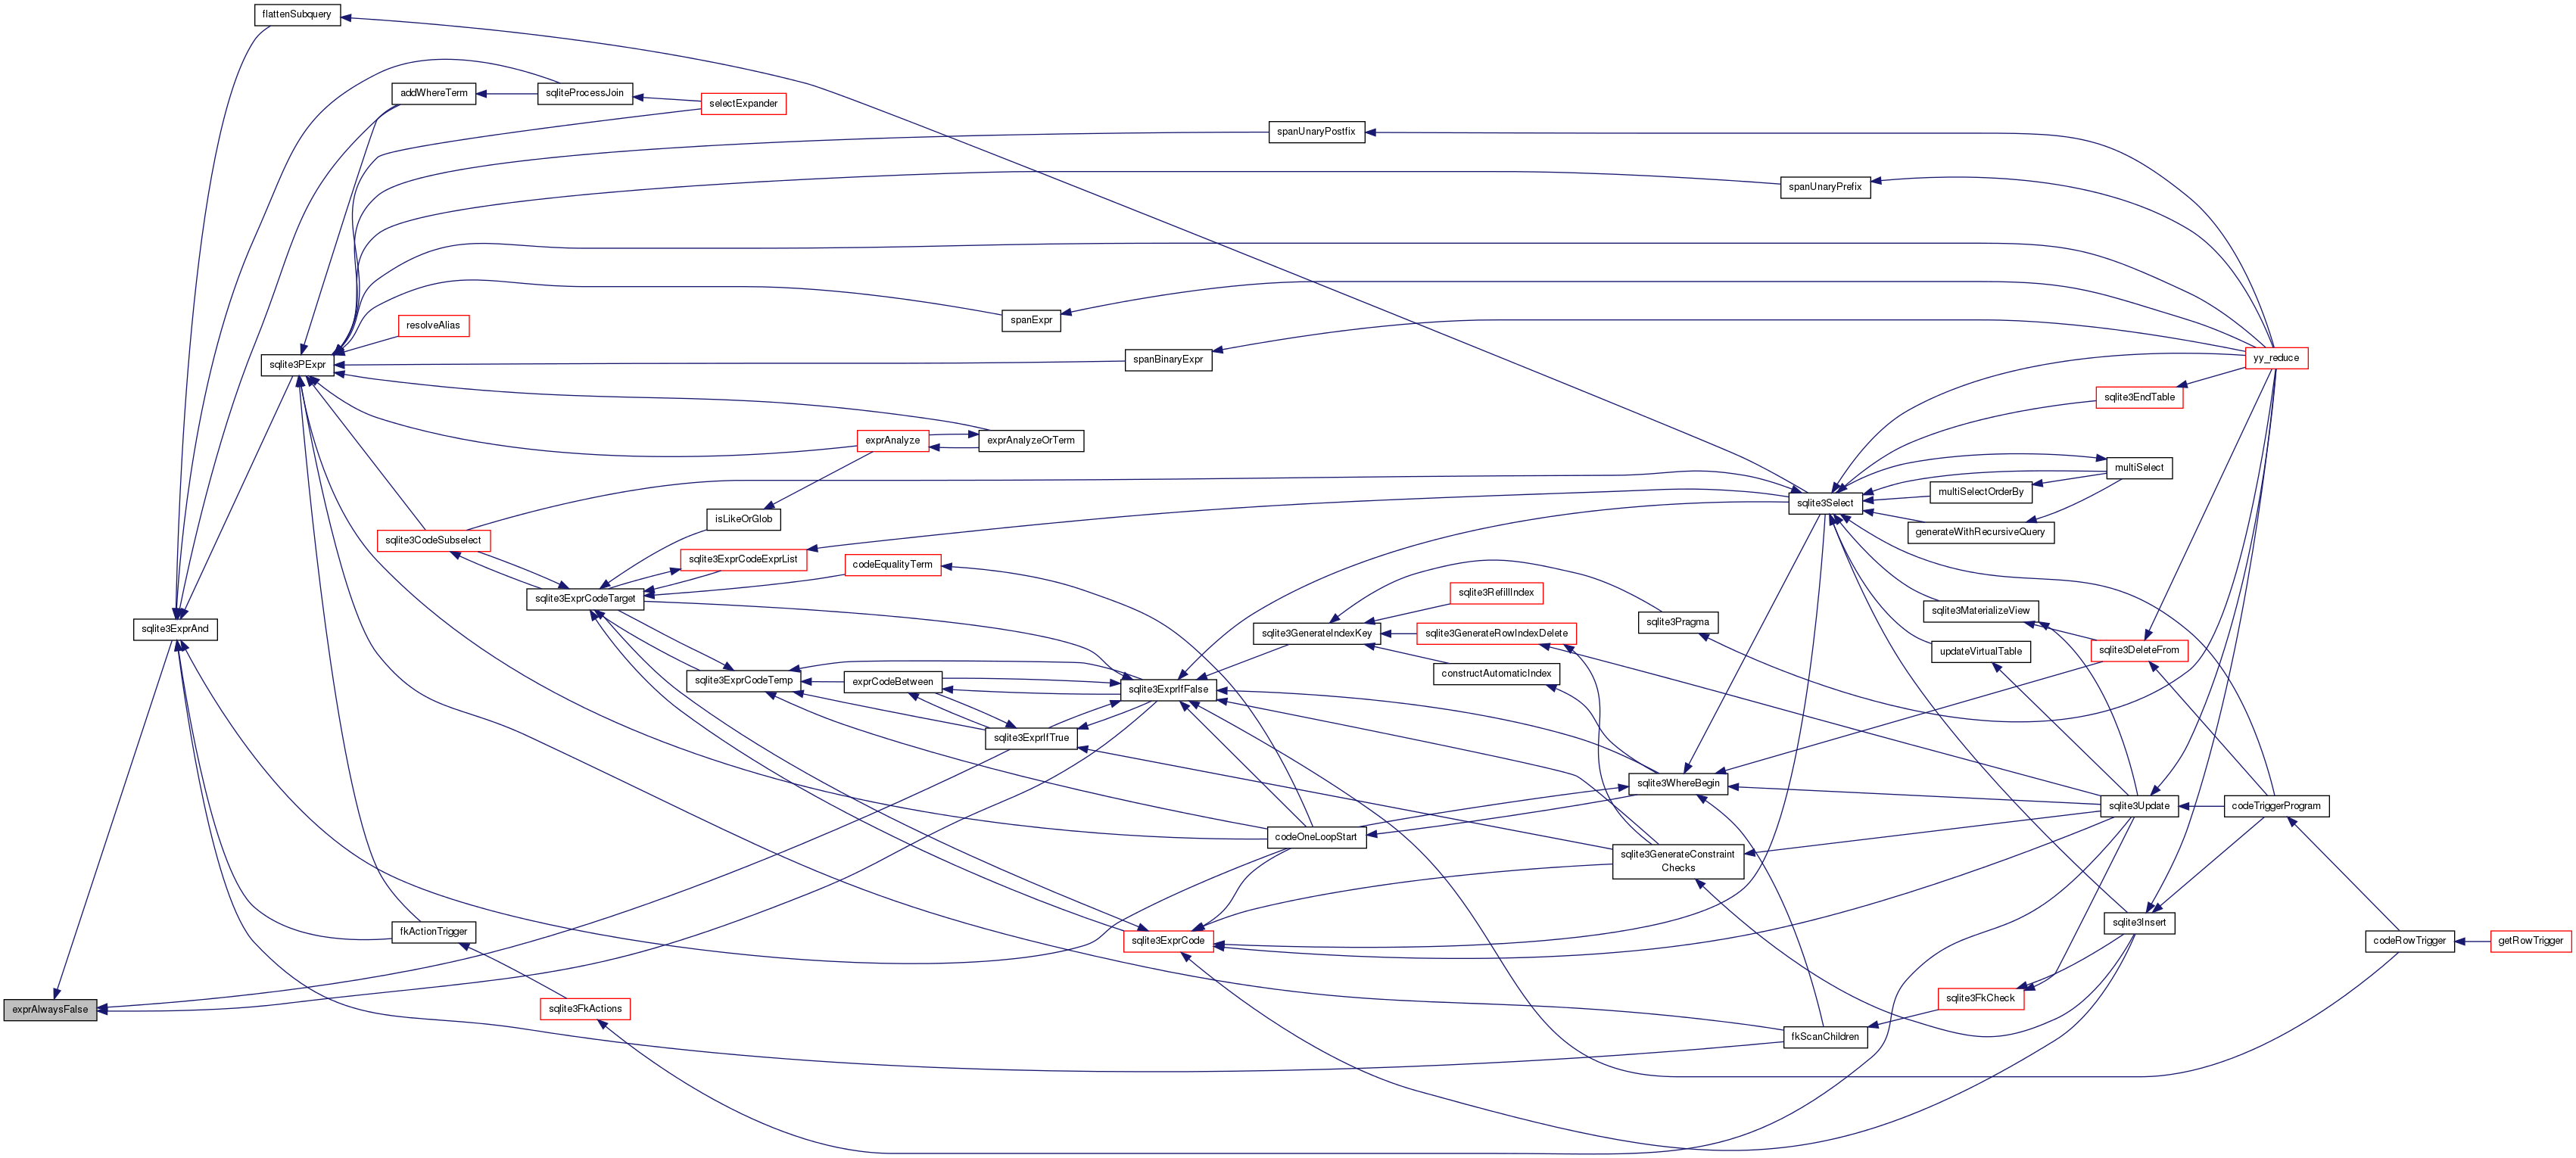 flattenSubquery
addWhereTerm
sqliteProcessJoin
selectExpander
spanUnaryPostfix
spanUnaryPrefix
spanExpr
resolveAlias
sqlite3PExpr
spanBinaryExpr
yy_reduce
sqlite3EndTable
exprAnalyze
exprAnalyzeOrTerm
multiSelect
multiSelectOrderBy
sqlite3Select
isLikeOrGlob
generateWithRecursiveQuery
sqlite3CodeSubselect
sqlite3ExprCodeExprList
codeEqualityTerm
sqlite3RefillIndex
sqlite3ExprCodeTarget
sqlite3MaterializeView
sqlite3Pragma
sqlite3ExprAnd
sqlite3GenerateIndexKey
sqlite3GenerateRowIndexDelete
updateVirtualTable
sqlite3DeleteFrom
constructAutomaticIndex
sqlite3ExprCodeTemp
exprCodeBetween
sqlite3ExprIfFalse
sqlite3ExprIfTrue
sqlite3WhereBegin
sqlite3Update
codeTriggerProgram
codeOneLoopStart
sqlite3GenerateConstraint
Checks
fkActionTrigger
sqlite3Insert
sqlite3ExprCode
codeRowTrigger
getRowTrigger
sqlite3FkCheck
exprAlwaysFalse
sqlite3FkActions
fkScanChildren